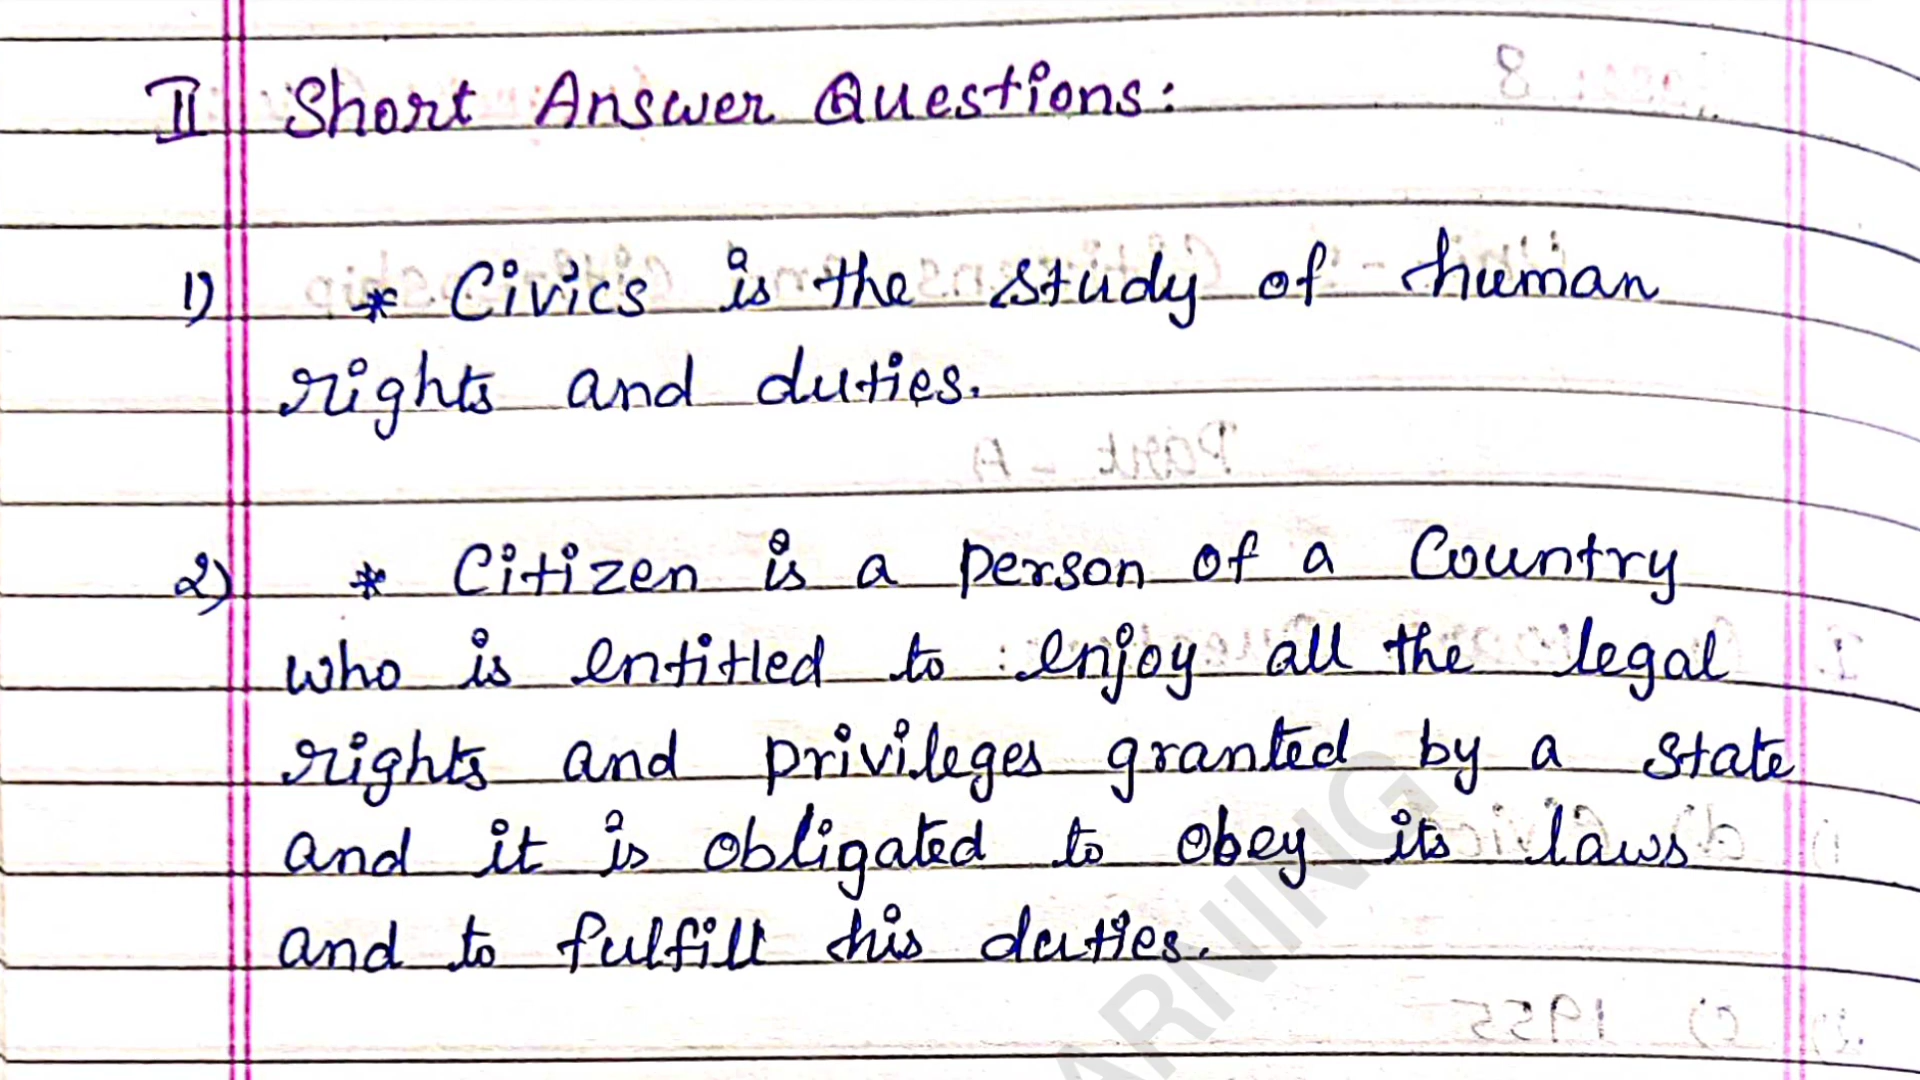 II Short Answer Questions:
1) * Civics is the study of human
rights and duties.
2) * Citizen is a person of a Country
who is entitled to enjoy all the legal
rights and privileges granted by a state
and it is obligated to obey its laws
and to fulfill his duties.
ARNING